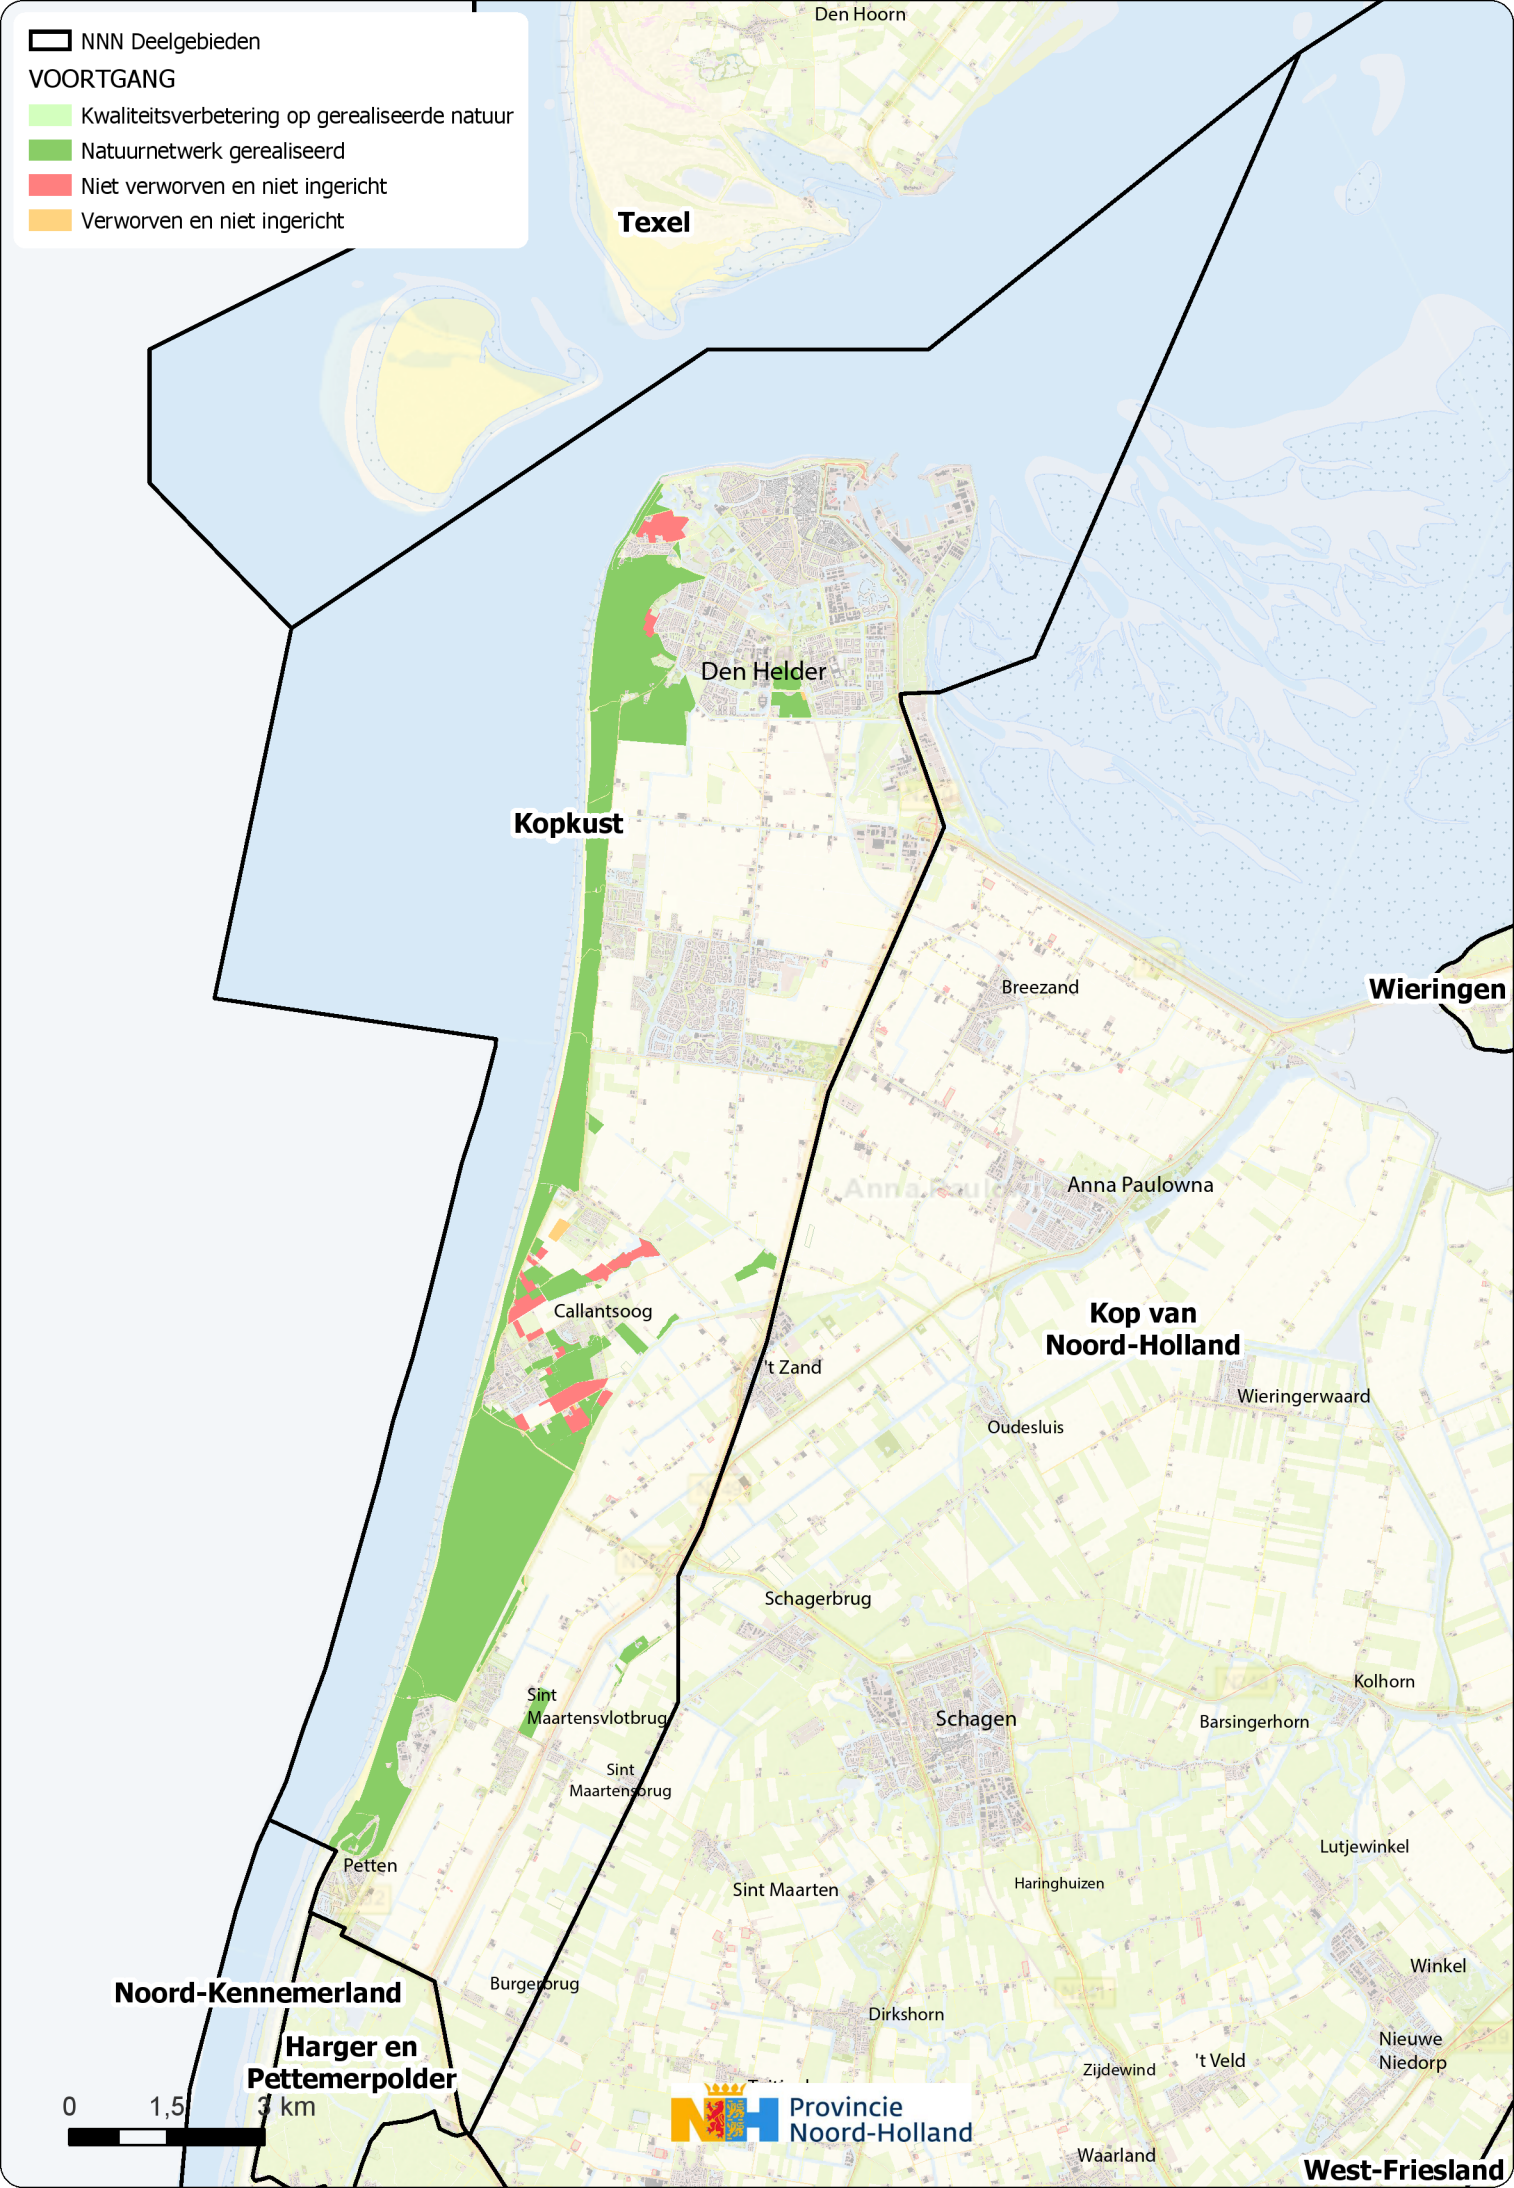 Den Hoorn
NNN Deelgebieden
VOORTGANG
Kwaliteitsverbetering op gerealiseerde natuur
Natuurnetwerk gerealiseerd
Niet verworven en niet ingericht
Verworven en niet ingericht
Texel
Den Helder
Kopkust
Breezand
Wieringen
Anna Paulowna
Anna Paulowna
Callantsoog
Kop van
Noord-Holland
't Zand
Wieringerwaard
Oudesluis
Schagerbrug
Kolhorn
Sint
Maartensvlotbrug
Schagen
Barsingerhorn
Sint
Maartensbrug
Lutjewinkel
Petten
Haringhuizen
Sint Maarten
Winkel
Burgerbrug
Noord-Kennemerland
Dirkshorn
Harger en
Pettemerpolder
Nieuwe
Niedorp
't Veld
Zijdewind
0 1,5 3 km
NH
Provincie
Noord-Holland
Waarland
West-Friesland